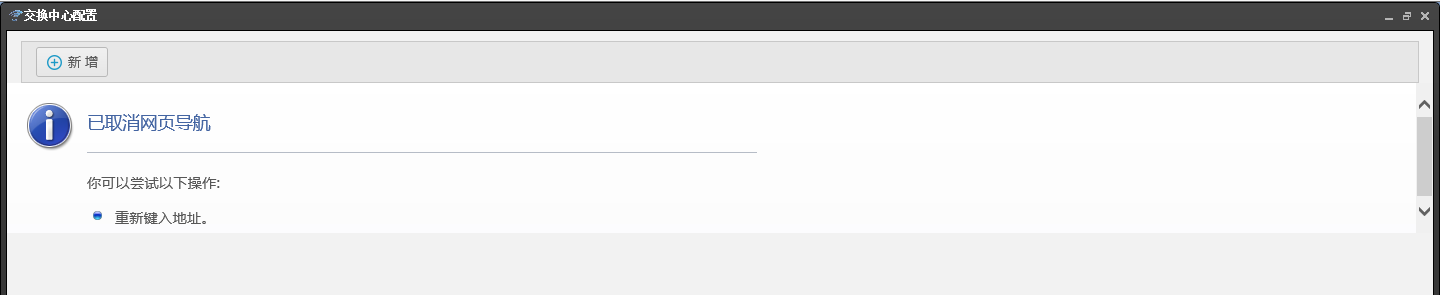 交换中心配置
新 增
已取消网页导航
你可以尝试以下操作:
重新键入地址。